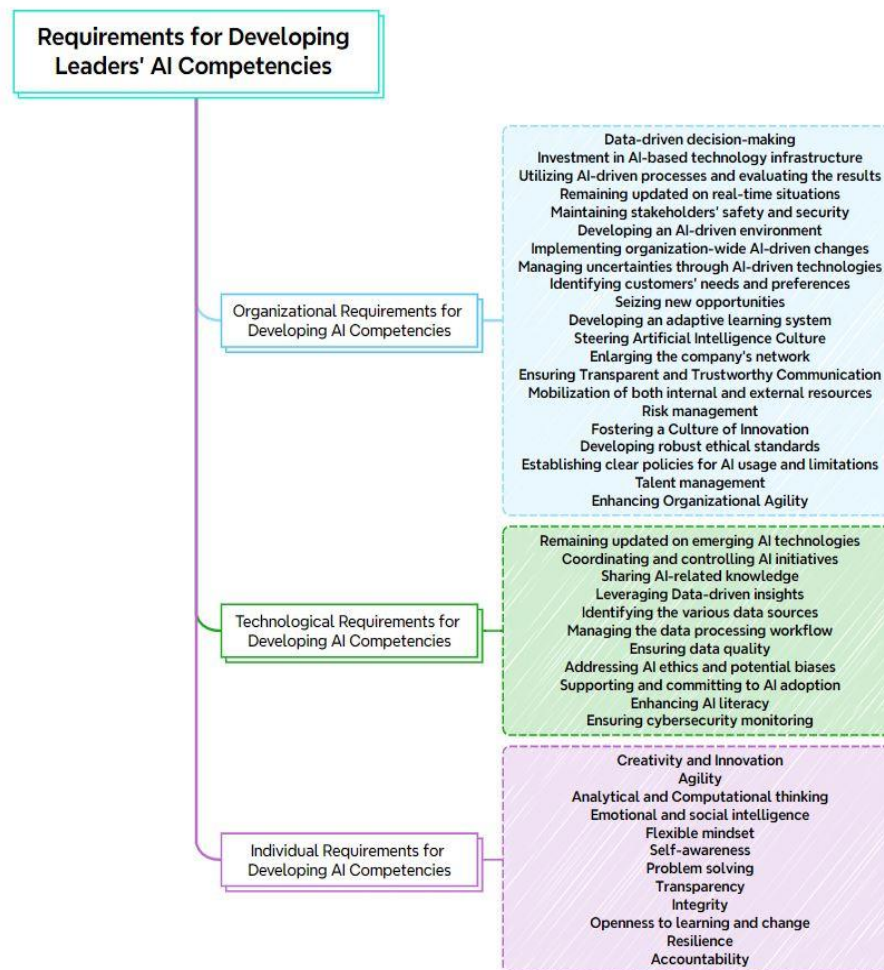 Requirements for Developing
Leaders' AI Competencies
Organizational Requirements for
Developing AI Competencies
Data-driven decision-making
Investment in AI-based technology infrastructure
Utilizing AI-driven processes and evaluating the results
Remaining updated on real-time situations
Maintaining stakeholders' safety and security
Developing an AI-driven environment
Implementing organization-wide AI-driven changes
Managing uncertainties through AI-driven technologies
Identifying customers' needs and preferences
Seizing new opportunities
Developing an adaptive learning system
Steering Artificial Intelligence Culture
Enlarging the company's network
Ensuring Transparent and Trustworthy Communication
Mobilization of both internal and external resources
Risk management
Fostering a Culture of Innovation
Developing robust ethical standards
Establishing clear policies for AI usage and limitations
Talent management
Enhancing Organizational Agility
Technological Requirements for
Developing AI Competencies
Remaining updated on emerging AI technologies
Coordinating and controlling AI initiatives
Sharing AI-related knowledge
Leveraging Data-driven insights
Identifying the various data sources
Managing the data processing workflow
Ensuring data quality
Addressing AI ethics and potential biases
Supporting and committing to AI adoption
Enhancing AI literacy
Ensuring cybersecurity monitoring
Individual Requirements for
Developing AI Competencies
Creativity and Innovation
Agility
Analytical and Computational thinking
Emotional and social intelligence
Flexible mindset
Self-awareness
Problem solving
Transparency
Integrity
Openness to learning and change
Resilience
Accountability